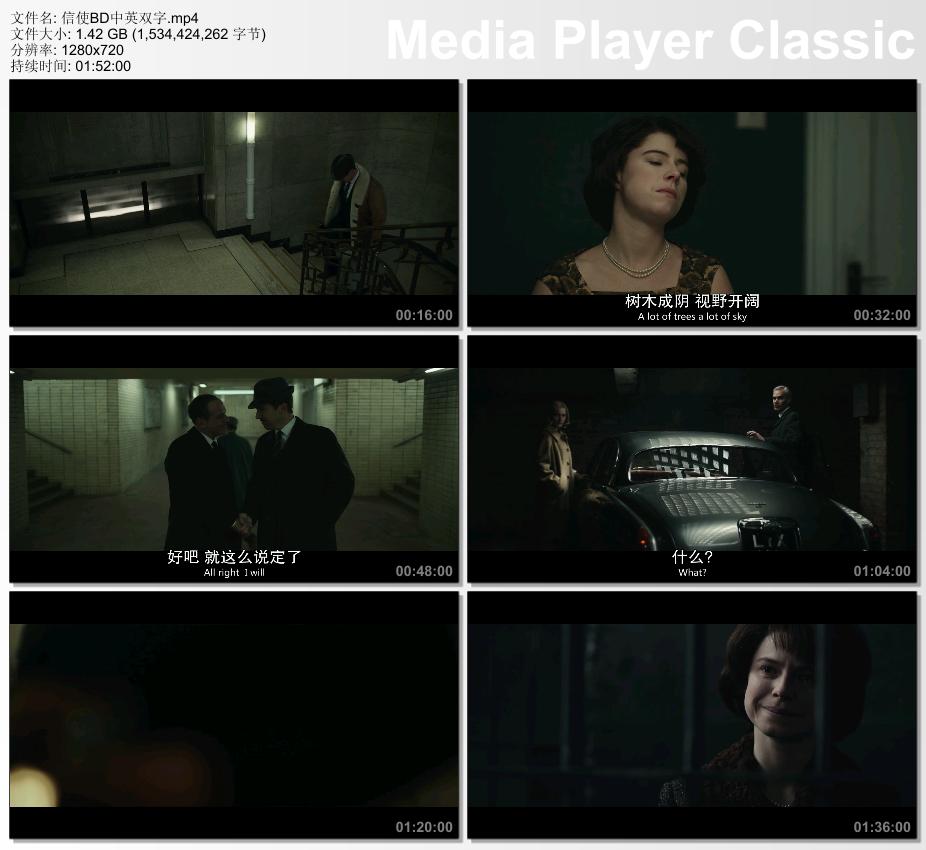 文件名: 信使BD中英双字.mp4
文件大小: 1.42 GB (1,534,424,262 字节)
分辨率: 1280x720
持续时间: 01:52:00
Media Player Classic
00:16:00
树木成阴 视野开阔
A lot of trees a lot of sky
00:32:00
好吧 就这么说定了
All right I will
00:48:00
什么?
What?
01:04:00
01:20:00
01:36:00